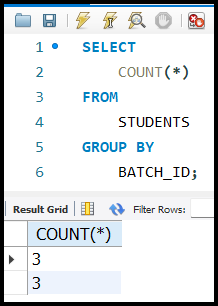 1 SELECT
2 COUNT(*)
3 FROM
4 STUDENTS
5 GROUP BY
6 BATCH_ID;
Result Grid Filter Rows:
COUNT(*)
3
3